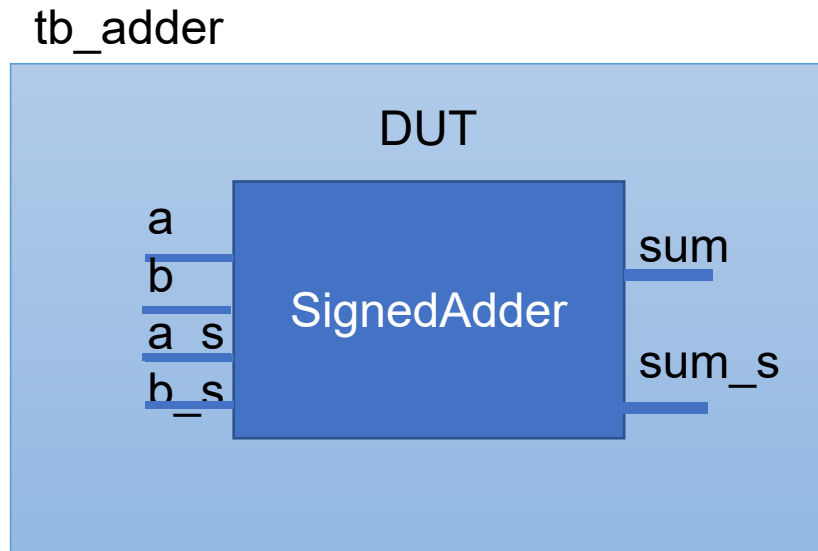 tb_adder
DUT
a
b
a_s
b_s
SignedAdder
sum
sum_s